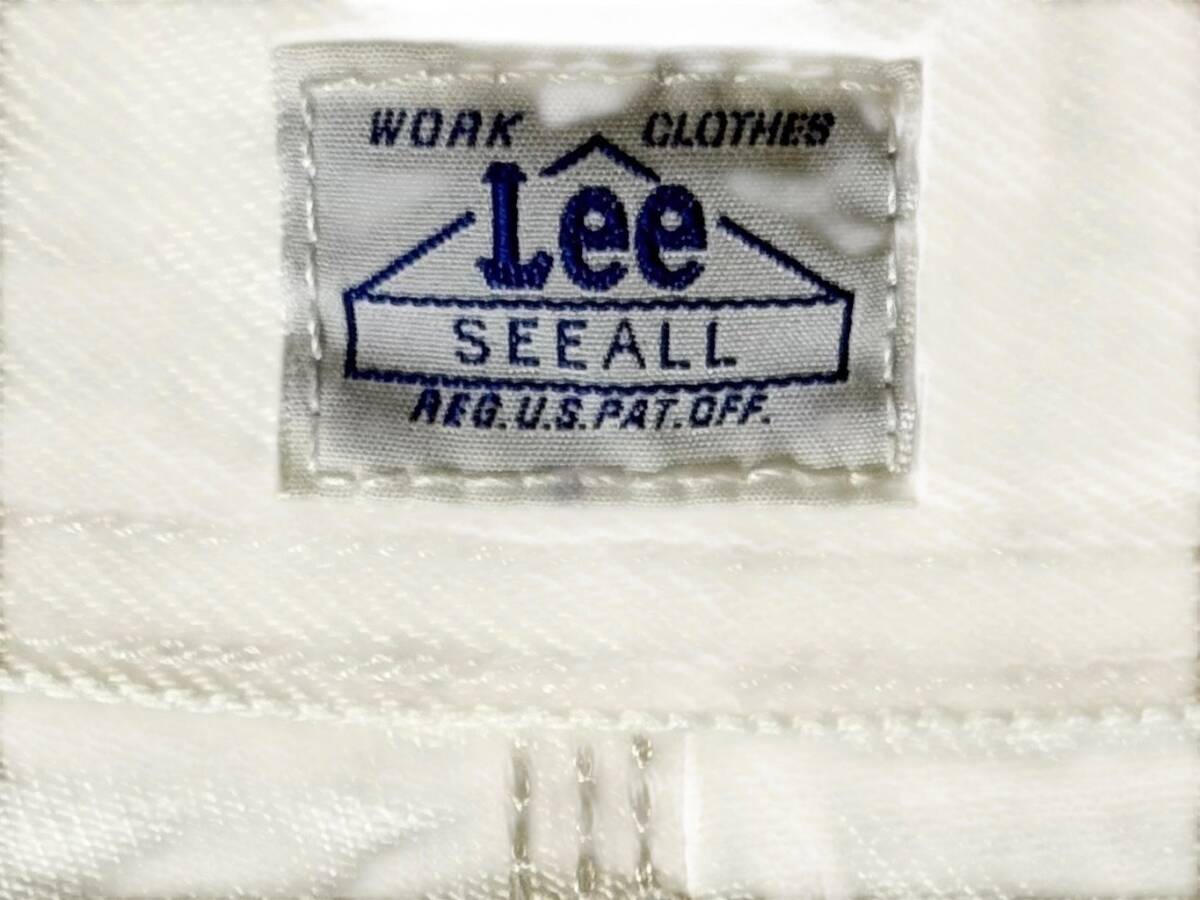 WORK CLOTHES
Lee
SEEALL
REG.U.S.PAT.OFF.